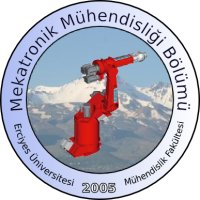 Mekatronik Mühendisliği Bölümü
Erciyes Üniversitesi
2005
Mühendislik Fakültesi